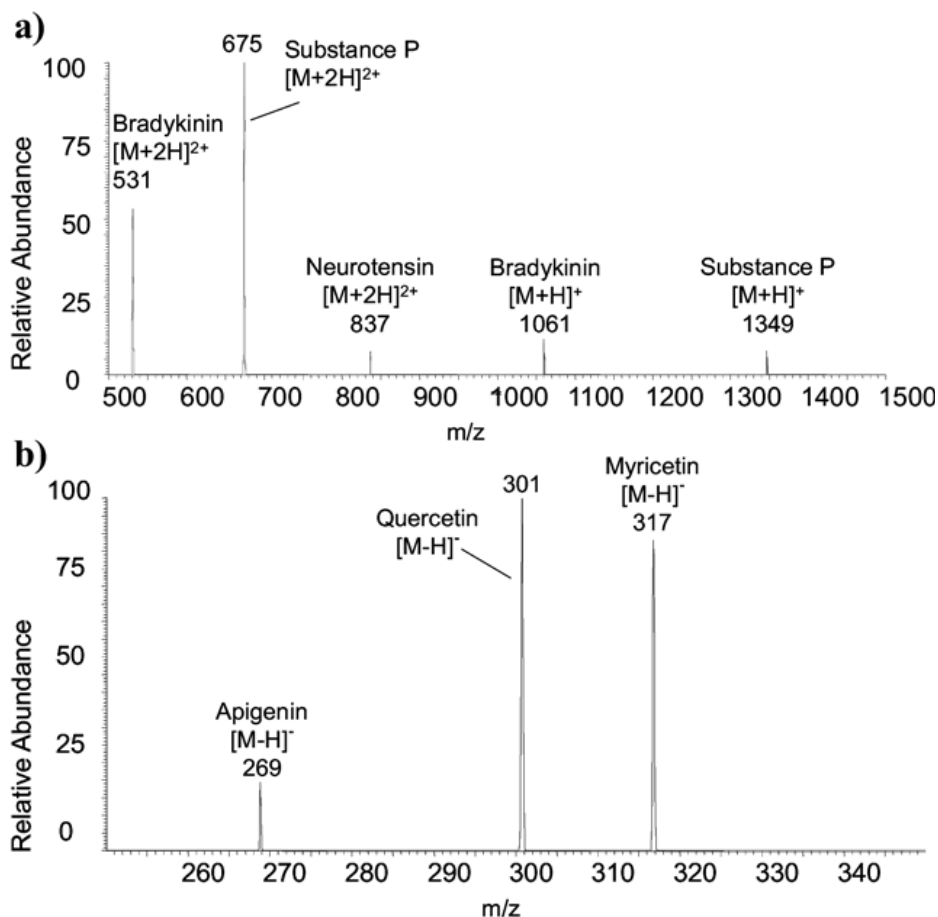 a)
675
Substance P
[M+2H]²⁺
100
Bradykinin
[M+2H]²⁺
531
75
50
25
0
Relative Abundance
Neurotensin
[M+2H]²⁺
837
Bradykinin
[M+H]⁺
1061
Substance P
[M+H]⁺
1349
500 600 700 800 900 1000 1100 1200 1300 1400 1500
m/z
b)
100
75
50
25
0
Relative Abundance
301
Quercetin
[M-H]⁻
Myricetin
[M-H]⁻
317
Apigenin
[M-H]⁻
269
260 270 280 290 300 310 320 330 340
m/z